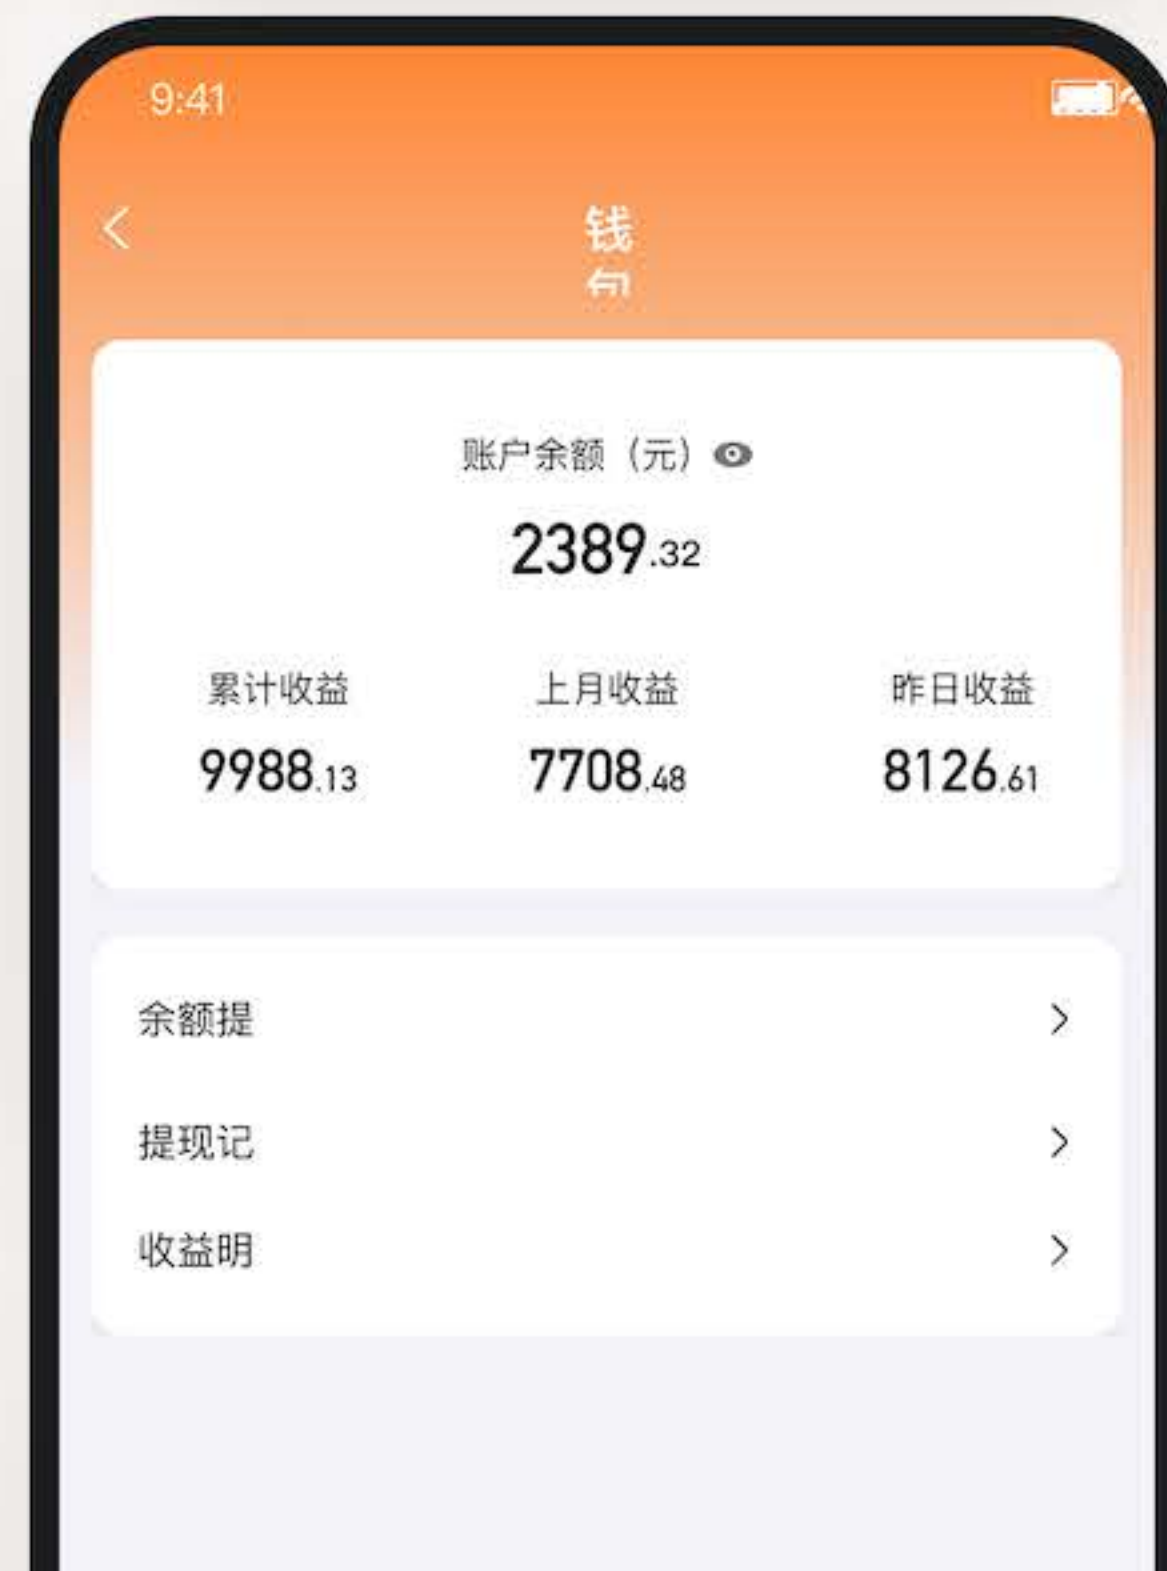 9:41
钱
包
账户余额（元）
2389.32
累计收益 上月收益 昨日收益
9988.13 7708.48 8126.61
余额提
提现记
收益明